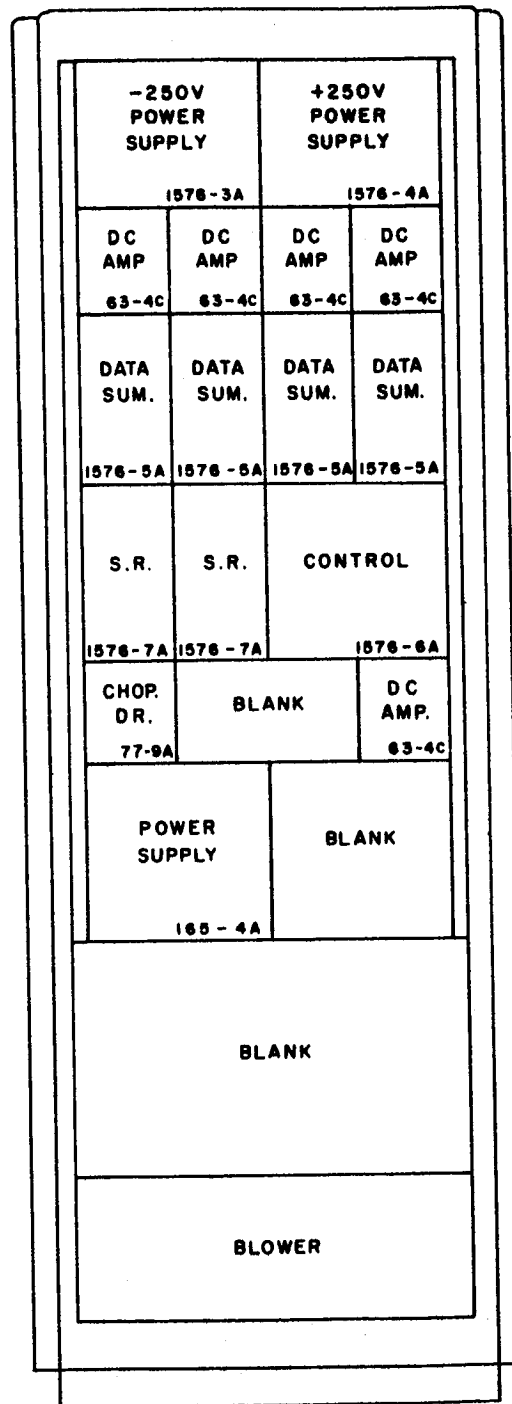 -250V
POWER
SUPPLY
1576-3A
+250V
POWER
SUPPLY
1576-4A
DC
AMP
63-4C
DC
AMP
63-4C
DC
AMP
63-4C
DC
AMP
63-4C
DATA
SUM.
1576-5A
DATA
SUM.
1576-5A
DATA
SUM.
1576-5A
DATA
SUM.
1576-5A
S.R.
1576-7A
S.R.
1576-7A
CONTROL
1576-6A
CHOP.
DR.
77-9A
BLANK
DC
AMP.
63-4C
POWER
SUPPLY
165-4A
BLANK
BLANK
BLOWER